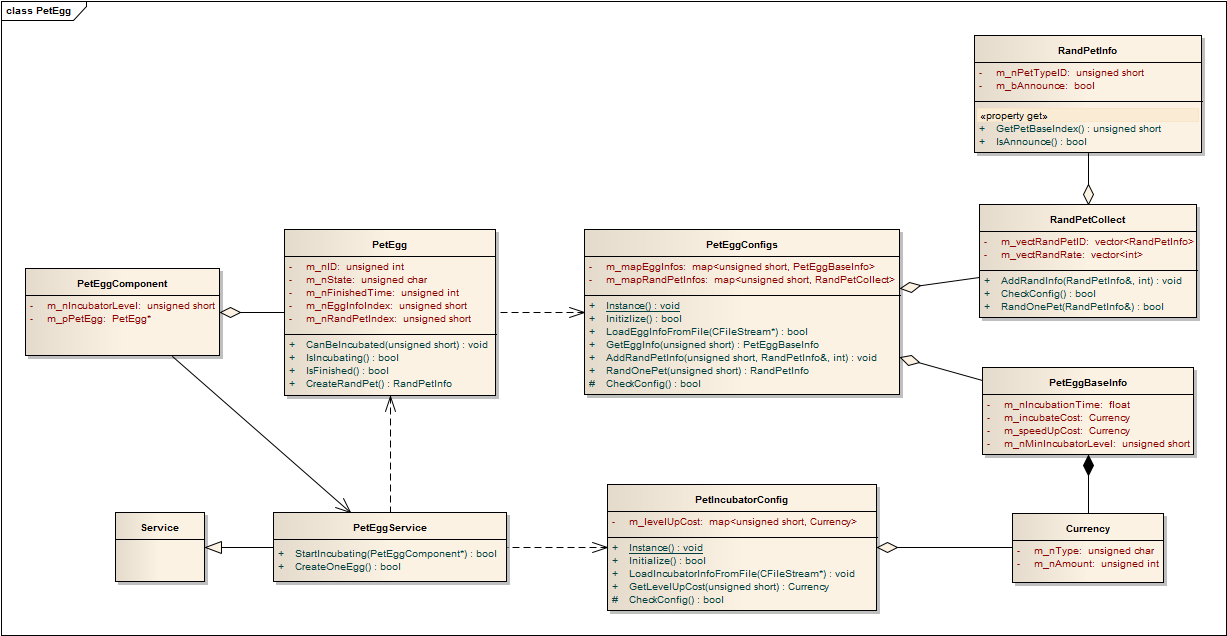 class PetEgg
RandPetInfo
- m_nPetTypeID: unsigned short
- m_bAnnounce: bool
«property get»
+ GetPetBaseIndex() : unsigned short
+ IsAnnounce() : bool
RandPetCollect
- m_vectRandPetID: vector<RandPetInfo>
- m_vectRandRate: vector<int>
+ AddRandInfo(RandPetInfo&, int) : void
+ CheckConfig() : bool
+ RandOnePet(RandPetInfo&) : bool
PetEgg
- m_nID: unsigned int
- m_nState: unsigned char
- m_nFinishedTime: unsigned int
- m_nEggInfoIndex: unsigned short
- m_nRandPetIndex: unsigned short
+ CanBeIncubated(unsigned short) : void
+ IsIncubating() : bool
+ IsFinished() : bool
+ CreateRandPet() : RandPetInfo
PetEggConfigs
- m_mapEggInfos: map<unsigned short, PetEggBaseInfo>
- m_mapRandPetInfos: map<unsigned short, RandPetCollect>
+ Instance() : void
+ Initizlize() : bool
+ LoadEggInfoFromFile(CFileStream*) : bool
+ GetEggInfo(unsigned short) : PetEggBaseInfo
+ AddRandPetInfo(unsigned short, RandPetInfo&, int) : void
+ RandOnePet(unsigned short) : RandPetInfo
# CheckConfig() : bool
PetEggComponent
- m_nIncubatorLevel: unsigned short
- m_pPetEgg: PetEgg*
PetEggBaseInfo
- m_nIncubationTime: float
- m_incubateCost: Currency
- m_speedUpCost: Currency
- m_nMinIncubatorLevel: unsigned short
Service
PetEggService
+ StartIncubating(PetEggComponent*) : bool
+ CreateOneEgg() : bool
PetIncubatorConfig
- m_levelUpCost: map<unsigned short, Currency>
+ Instance() : void
+ Initialize() : bool
+ LoadIncubatorInfoFromFile(CFileStream*) : void
+ GetLevelUpCost(unsigned short) : Currency
# CheckConfig() : bool
Currency
- m_nType: unsigned char
- m_nAmount: unsigned int